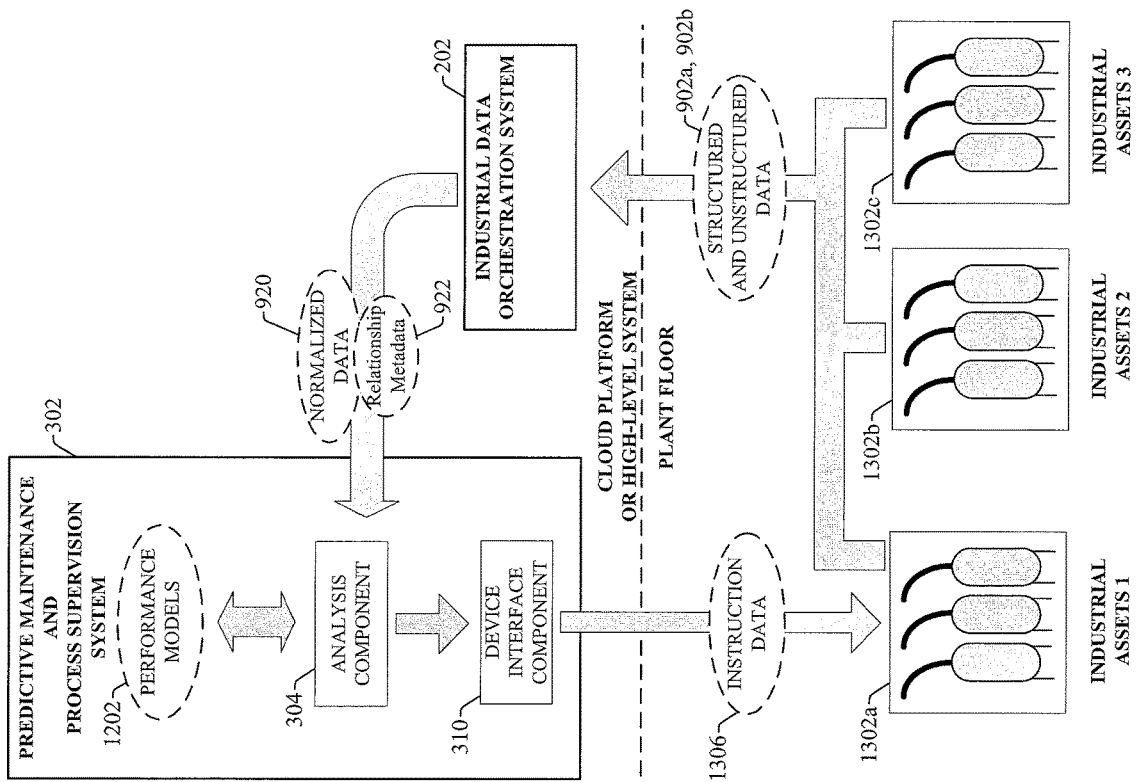 PREDICTIVE MAINTENANCE
AND
PROCESS SUPERVISION
SYSTEM
302
1202
PERFORMANCE
MODELS
304
ANALYSIS
COMPONENT
310
DEVICE
INTERFACE
COMPONENT
920
NORMALIZED
DATA
Relationship
Metadata
922
202
INDUSTRIAL DATA
ORCHESTRATION SYSTEM
CLOUD PLATFORM
OR HIGH-LEVEL SYSTEM
PLANT FLOOR
1306
INSTRUCTION
DATA
902a, 902b
STRUCTURED
AND UNSTRUCTURED
DATA
1302a
INDUSTRIAL
ASSETS 1
1302b
INDUSTRIAL
ASSETS 2
1302c
INDUSTRIAL
ASSETS 3